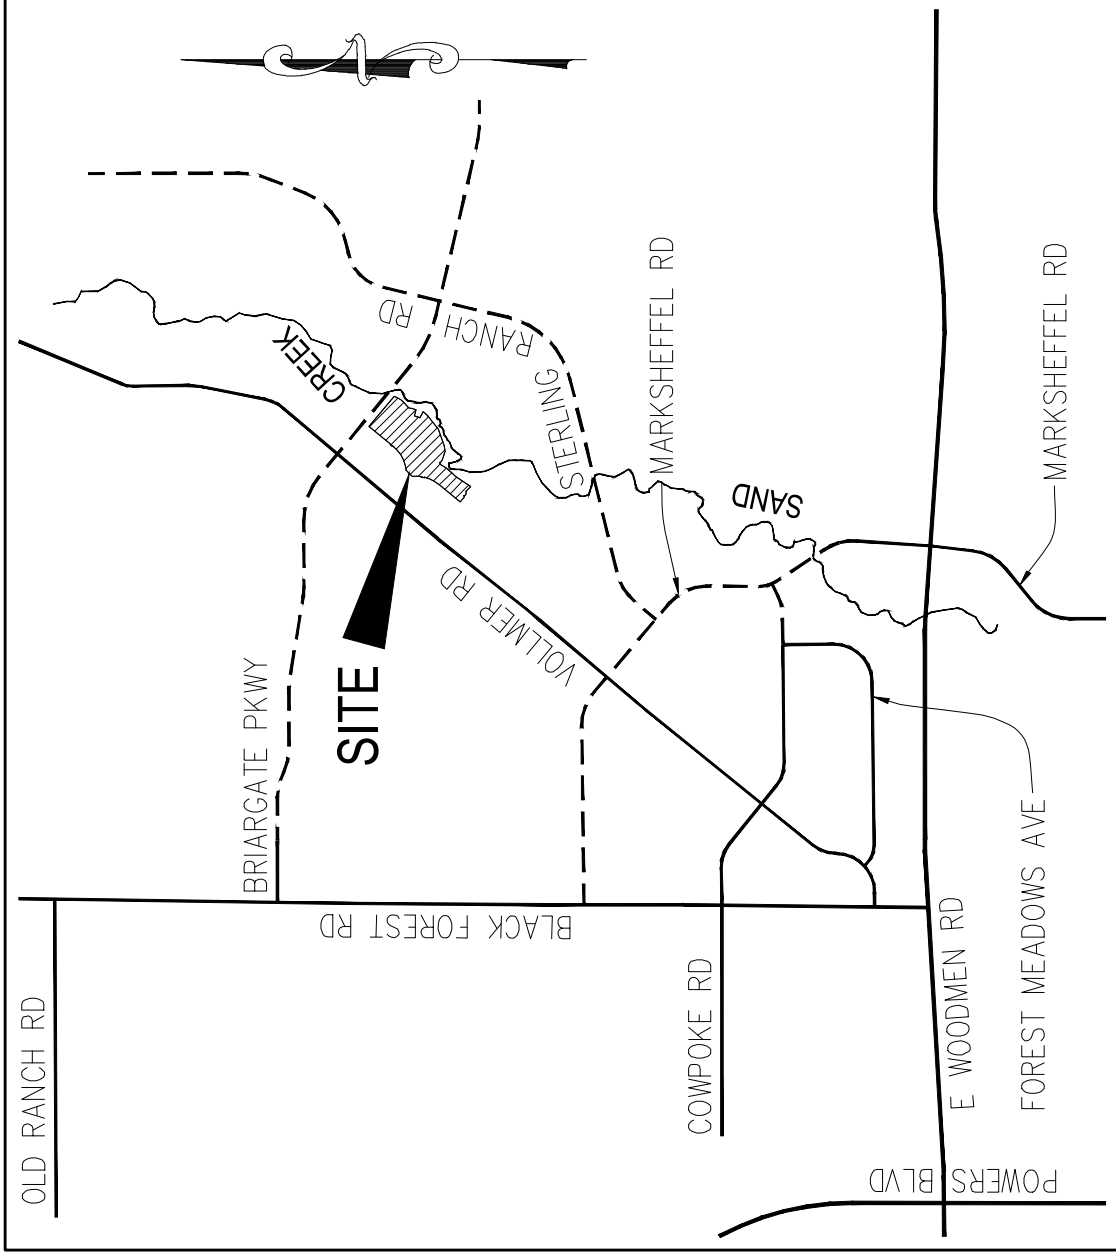 N
OLD RANCH RD
BRIARGATE PKWY
BLACK FOREST RD
SITE
CREEK
VOLLMER RD
STERLING
RANCH
RD
MARKSHEFFEL RD
SAND
COWPOKE RD
E WOODMEN RD
FOREST MEADOWS AVE
MARKSHEFFEL RD
POWERS BLVD